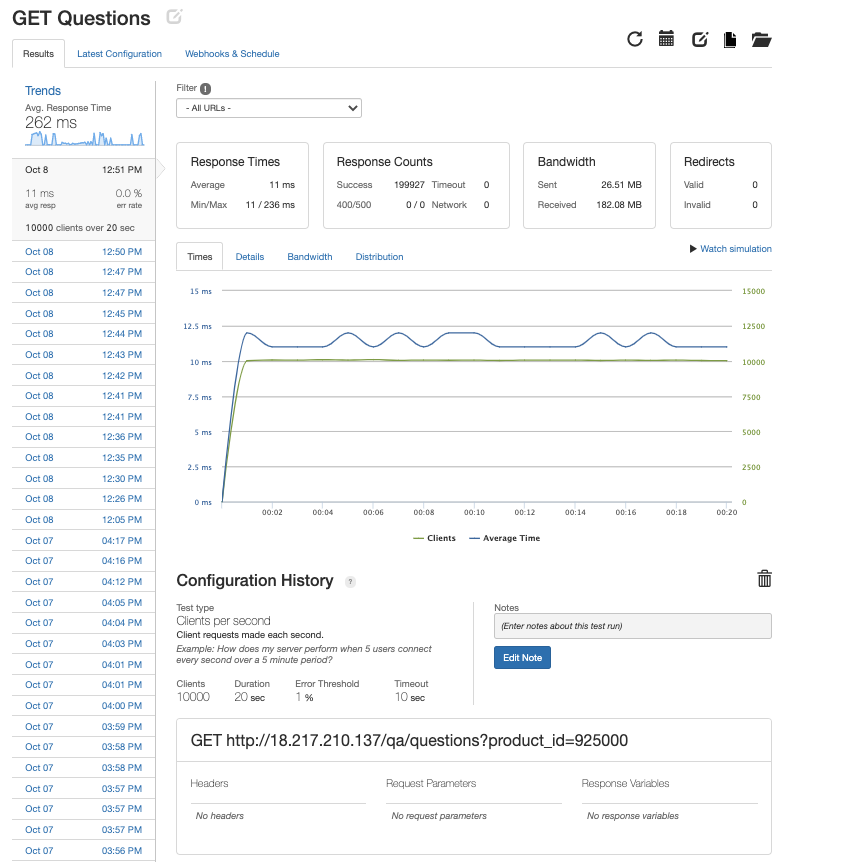 GET Questions
Results Latest Configuration Webhooks & Schedule
Trends
Avg. Response Time
262 ms
Oct 8 12:51 PM
11 ms 0.0 %
avg resp err rate
10000 clients over 20 sec
Oct 08 12:50 PM
Oct 08 12:47 PM
Oct 08 12:47 PM
Oct 08 12:45 PM
Oct 08 12:44 PM
Oct 08 12:43 PM
Oct 08 12:42 PM
Oct 08 12:41 PM
Oct 08 12:41 PM
Oct 08 12:36 PM
Oct 08 12:35 PM
Oct 08 12:30 PM
Oct 08 12:26 PM
Oct 08 12:05 PM
Oct 07 04:17 PM
Oct 07 04:16 PM
Oct 07 04:12 PM
Oct 07 04:05 PM
Oct 07 04:04 PM
Oct 07 04:03 PM
Oct 07 04:01 PM
Oct 07 04:01 PM
Oct 07 04:00 PM
Oct 07 03:59 PM
Oct 07 03:58 PM
Oct 07 03:58 PM
Oct 07 03:57 PM
Oct 07 03:57 PM
Oct 07 03:57 PM
Oct 07 03:56 PM
Filter !
- All URLs -
Response Times
Average 11 ms
Min/Max 11 / 236 ms
Response Counts
Success 199927 Timeout 0
400/500 0 / 0 Network 0
Bandwidth
Sent 26.51 MB
Received 182.08 MB
Redirects
Valid 0
Invalid 0
Times Details Bandwidth Distribution
Watch simulation
15 ms 15000
12.5 ms 12500
10 ms 10000
7.5 ms 7500
5 ms 5000
2.5 ms 2500
0 ms 0
00:02 00:04 00:06 00:08 00:10 00:12 00:14 00:16 00:18 00:20
Clients Average Time
Configuration History ?
Test type
Clients per second
Client requests made each second.
Example: How does my server perform when 5 users connect
every second over a 5 minute period?
Clients Duration Error Threshold Timeout
10000 20 sec 1 % 10 sec
Notes
(Enter notes about this test run)
Edit Note
GET http://18.217.210.137/qa/questions?product_id=925000
Headers Request Parameters Response Variables
No headers No request parameters No response variables